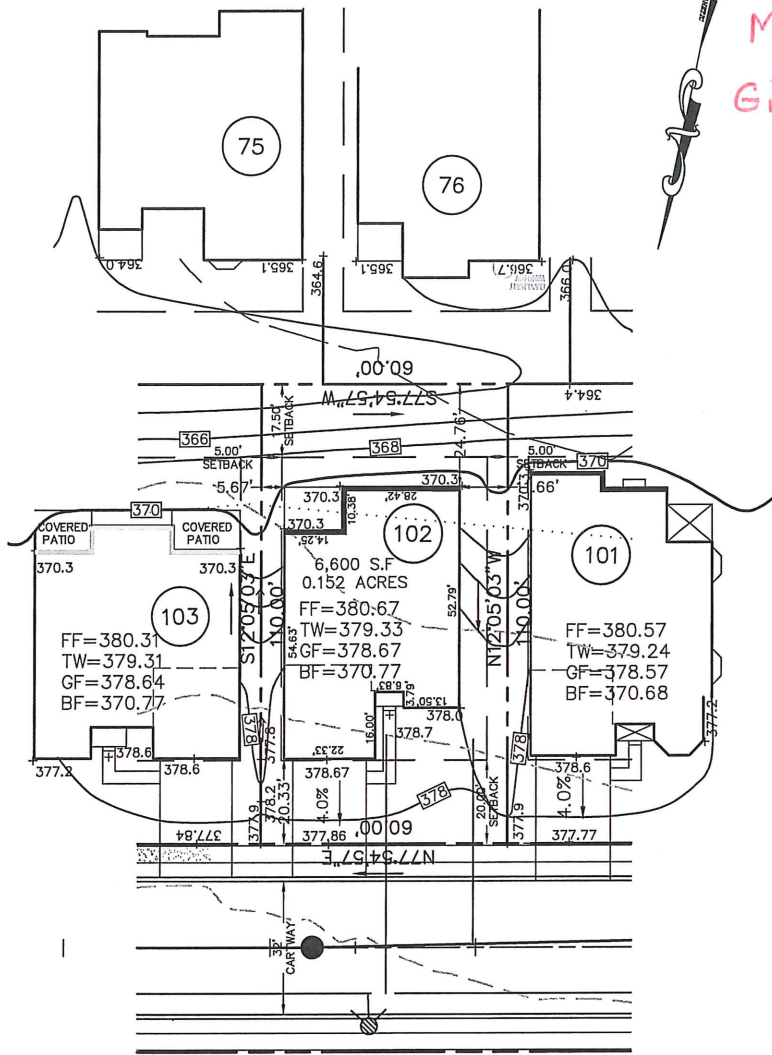 M
75
76
364.0
365.1
364.6
365.1
366.0
60.00'
S77°54'57"W
364.4
17.50'
SETBACK
24.76'
366
368
5.00'
SETBACK
5.00'
SETBACK
370
5.67'
370.3
370.3
370.3
.66'
370
28.42'
10.38'
COVERED
PATIO
COVERED
PATIO
370.3
14.25'
102
101
370.3
370.3
6,600 S.F
0.152 ACRES
103
S12°05'03"E
110.00'
N12°05'03"W
110.00'
52.79'
54.63'
FF=380.31
TW=379.31
GF=378.64
BF=370.77
FF=380.67
TW=379.33
GF=378.67
BF=370.77
FF=380.57
TW=379.24
GF=378.57
BF=370.68
6.83'
3.79'
13.50'
378.0
16.00'
378
378
377.2
378.6
377.8
378.7
377.2
378.6
22.33'
378.67
378.6
377.9
378.2
20.33'
4.0%
378
20.00'
SETBACK
377.9
4.0%
60.00'
377.84
377.86
377.77
N77°54'57"E
32'
CARTWAY